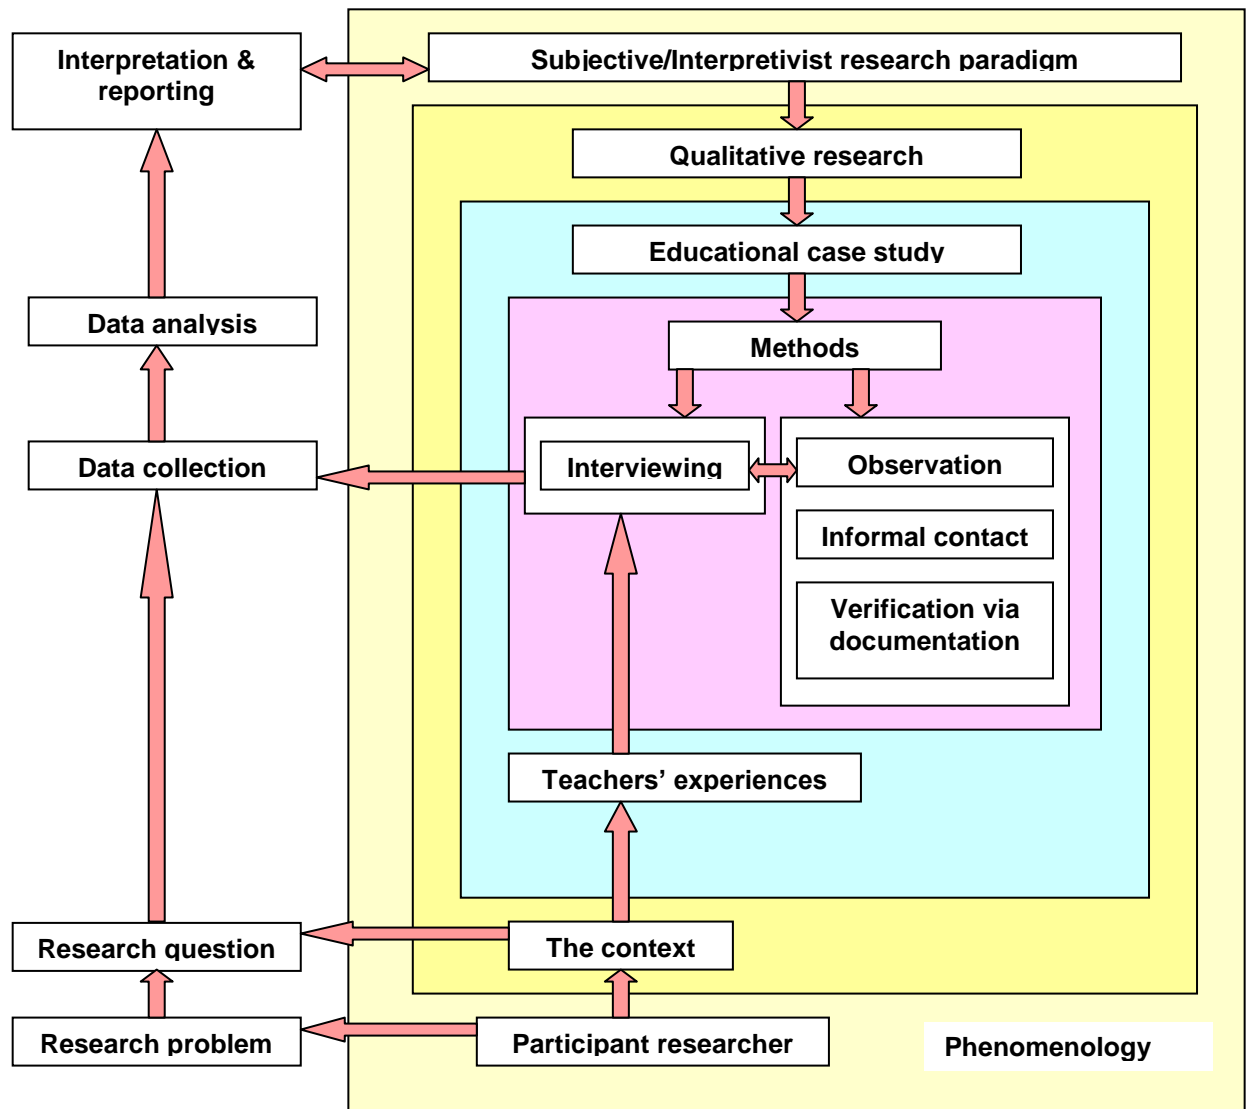 Interpretation &
reporting
Subjective/Interpretivist research paradigm
Qualitative research
Educational case study
Data analysis
Methods
Data collection
Interviewing
Observation
Informal contact
Verification via
documentation
Teachers’ experiences
Research question
The context
Research problem
Participant researcher
Phenomenology